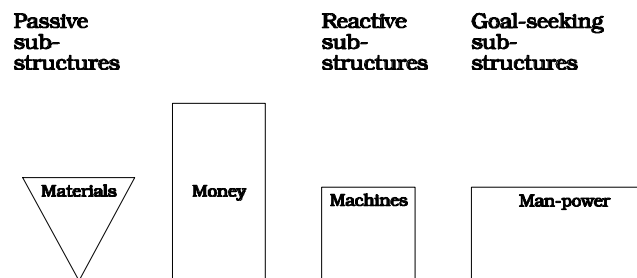 Passive
sub-
structures
Reactive
sub-
structures
Goal-seeking
sub-
structures
Materials
Money
Machines
Man-power